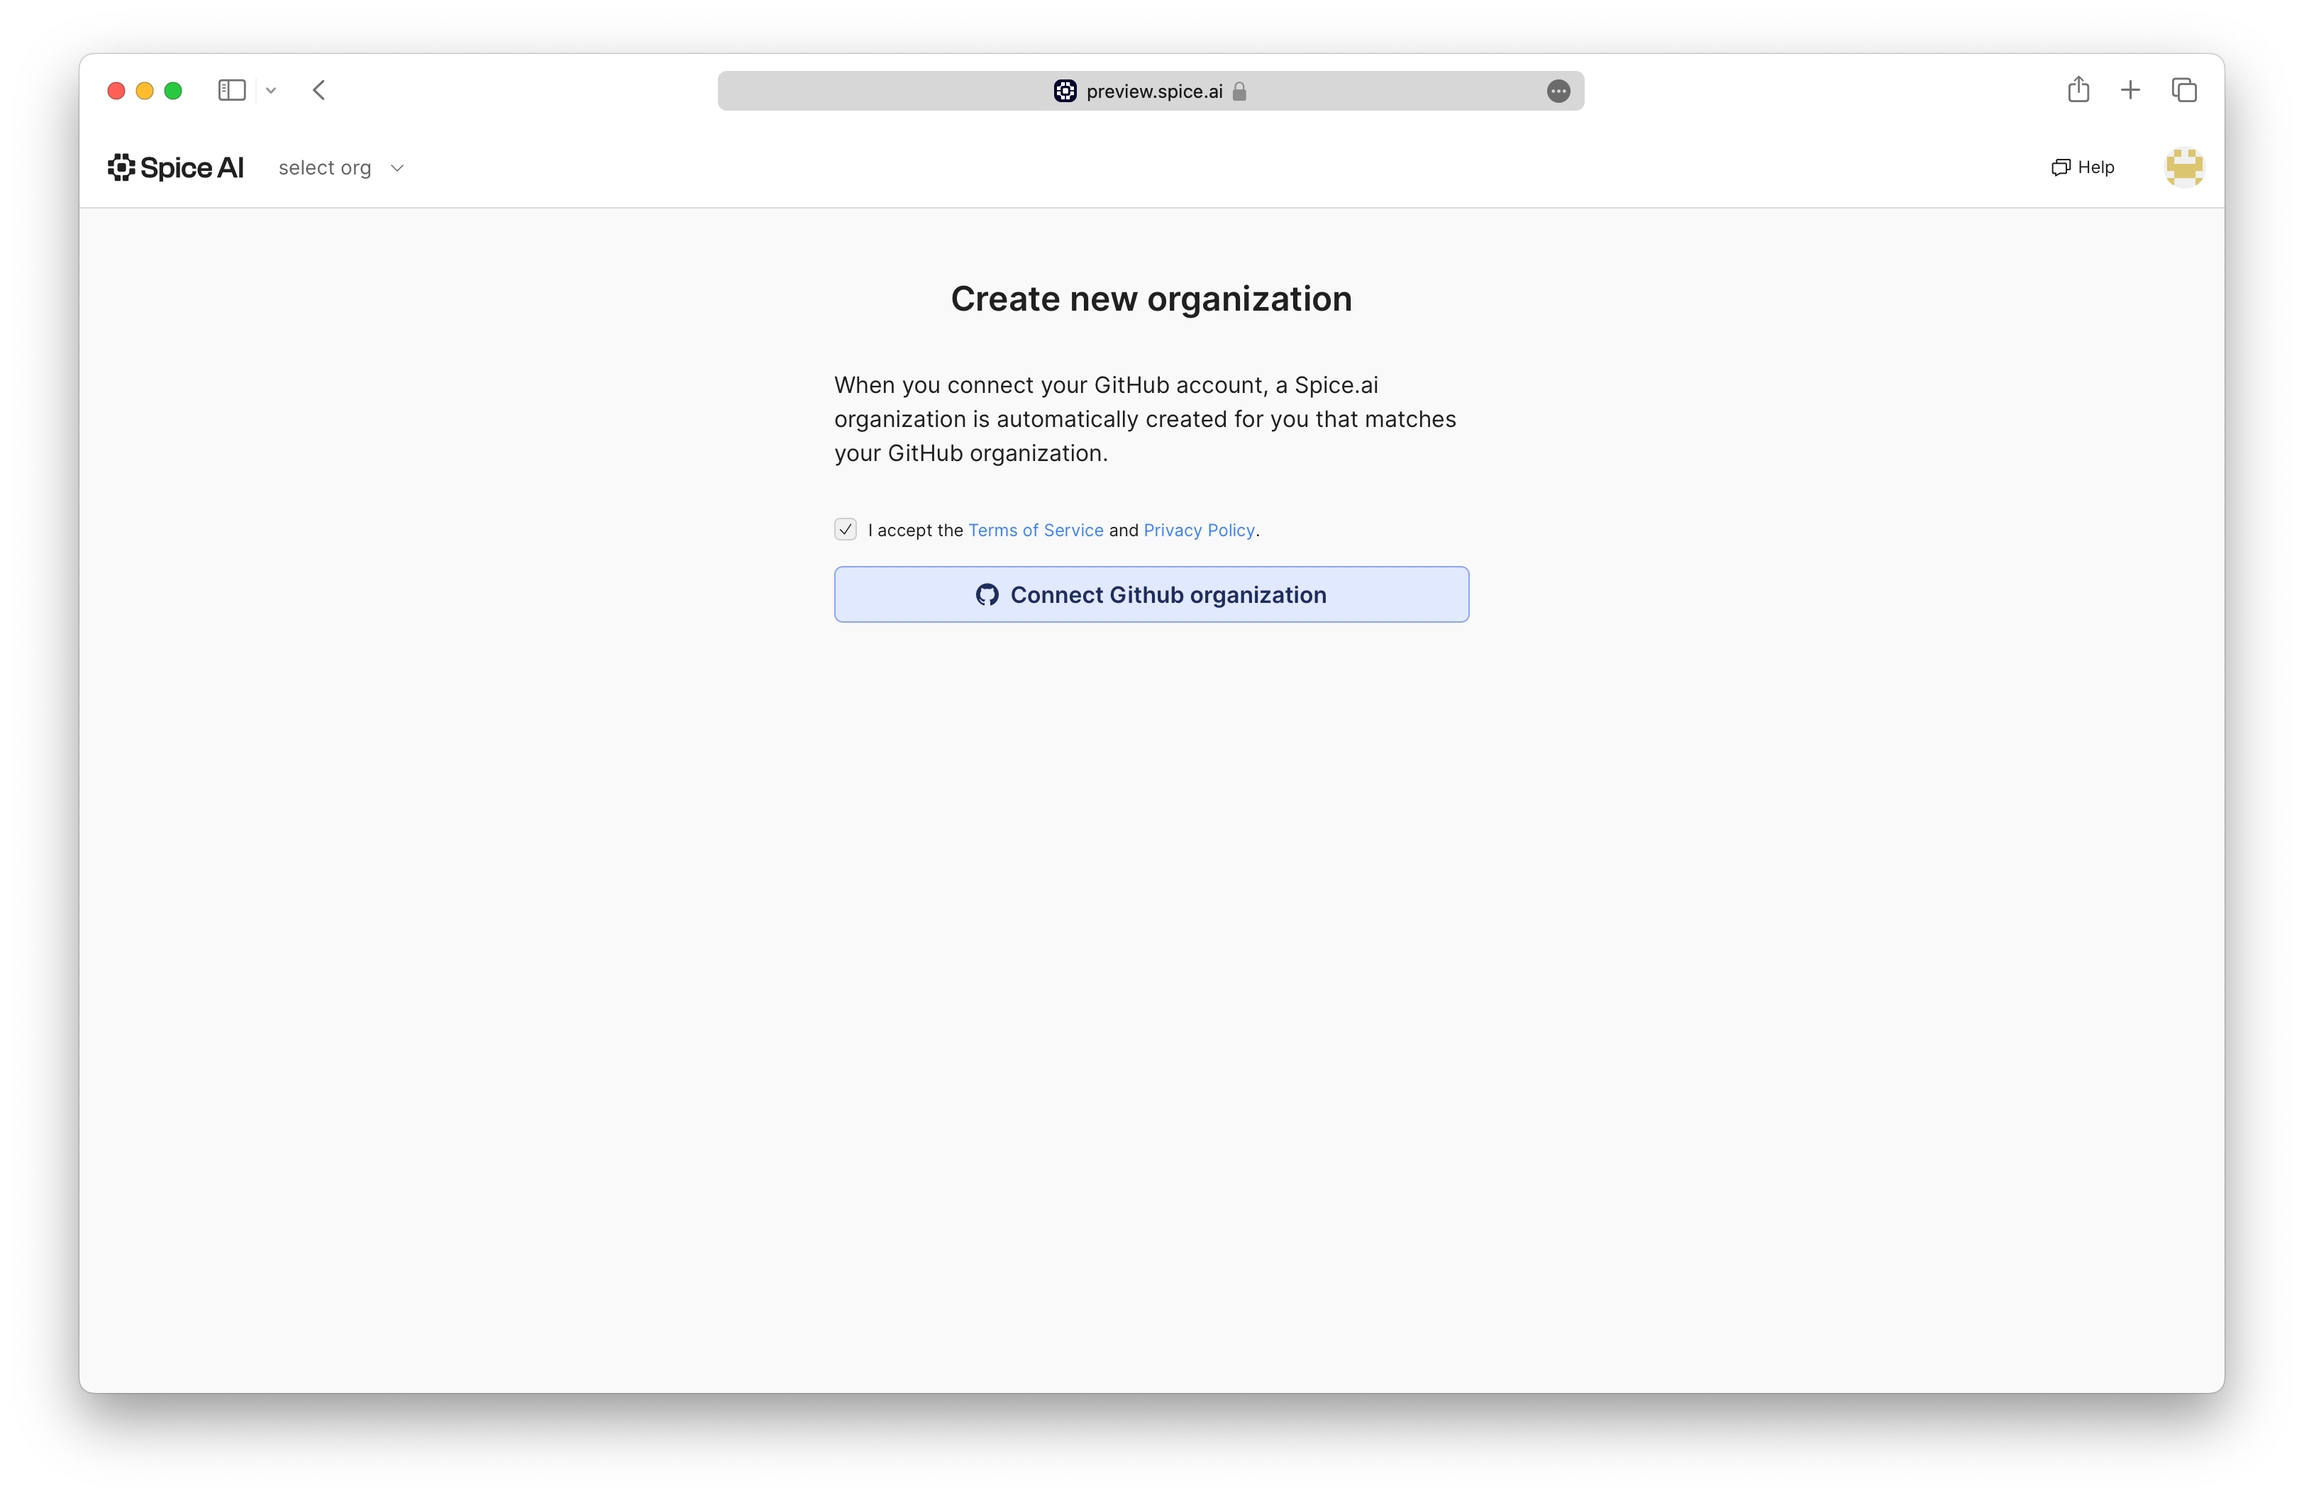 preview.spice.ai
Spice AI
select org
Help
Create new organization
When you connect your GitHub account, a Spice.ai
organization is automatically created for you that matches
your GitHub organization.
I accept the Terms of Service and Privacy Policy.
Connect Github organization